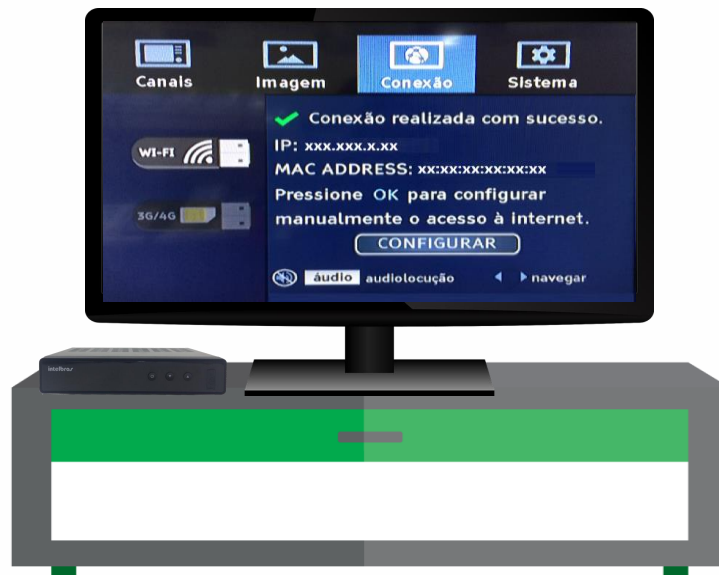 Canais
Imagem
Conexão
Sistema
Conexão realizada com sucesso.
WI-FI
IP: xxx.xxx.x.xx
MAC ADDRESS: xx:xx:xx:xx:xx:xx
Pressione OK para configurar
3G/4G
manualmente o acesso à internet.
CONFIGURAR
áudio audiolocução
navegar
intelbras